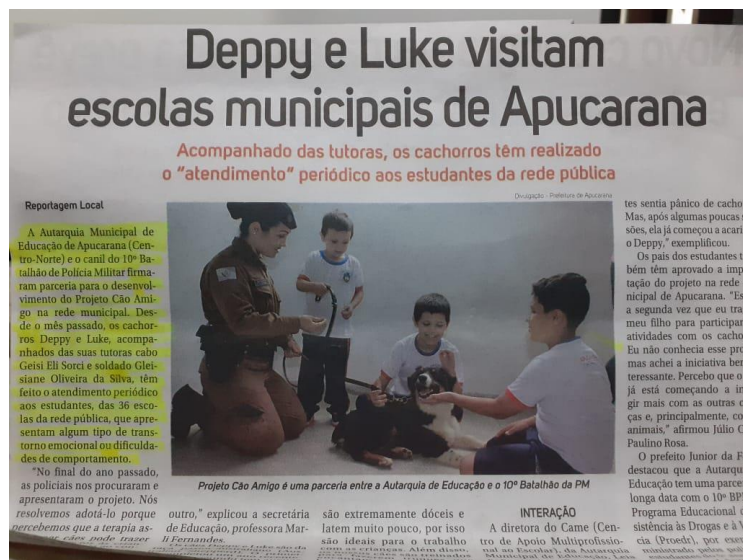 Deppy e Luke visitam
escolas municipais de Apucarana
Acompanhado das tutoras, os cachorros têm realizado
o “atendimento” periódico aos estudantes da rede pública
Divulgação - Prefeitura de Apucarana
Reportagem Local
A Autarquia Municipal de
Educação de Apucarana (Cen-
tro-Norte) e o canil do 10º Ba-
talhão de Polícia Militar firma-
ram parceria para o desenvol-
vimento do Projeto Cão Ami-
go na rede municipal. Des-
de o mês passado, os cachor-
ros Deppy e Luke, acompa-
nhados das suas tutoras cabo
Geisi Eli Sorci e soldado Glei-
siane Oliveira da Silva, têm
feito o atendimento periódico
aos estudantes, das 36 escolas
da rede pública, que apre-
sentam algum tipo de trans-
torno emocional ou dificulda-
des de comportamento.
“No final do ano passado,
as policiais nos procuraram e
apresentaram o projeto. Nós
resolvemos adotá-lo porque
percebemos que a terapia as-
cães pode trazer
Projeto Cão Amigo é uma parceria entre a Autarquia de Educação e o 10º Batalhão da PM
outro,” explicou a secretária
de Educação, professora Mar-
li Fernandes.
são extremamente dóceis e
latem muito pouco, por isso
são ideais para o trabalho
com as crianças. Além disso
INTERAÇÃO
A diretora do Came (Cen-
tro de Apoio Multiprofissio-
nal ao Escolar), da Autarquia
Municipal de Educação, Leia
tes sentia pânico de cacho
Mas, após algumas poucas s
sões, ela já começou a acari
o Deppy,” exemplificou.
Os pais dos estudantes t
bém têm aprovado a imp
tação do projeto na rede
nicipal de Apucarana. “Es
a segunda vez que eu tra
meu filho para participar
atividades com os cacho
Eu não conhecia esse pro
mas achei a iniciativa ber
teressante. Percebo que o
já está começando a in
gir mais com as outras c
ças e, principalmente, co
animais,” afirmou Júlio C
Paulino Rosa.
O prefeito Junior da F
destacou que a Autarqu
Educação tem uma parce
longa data com o 10º BP
Programa Educacional
sistência às Drogas e à V
cia (Proerd), por exer